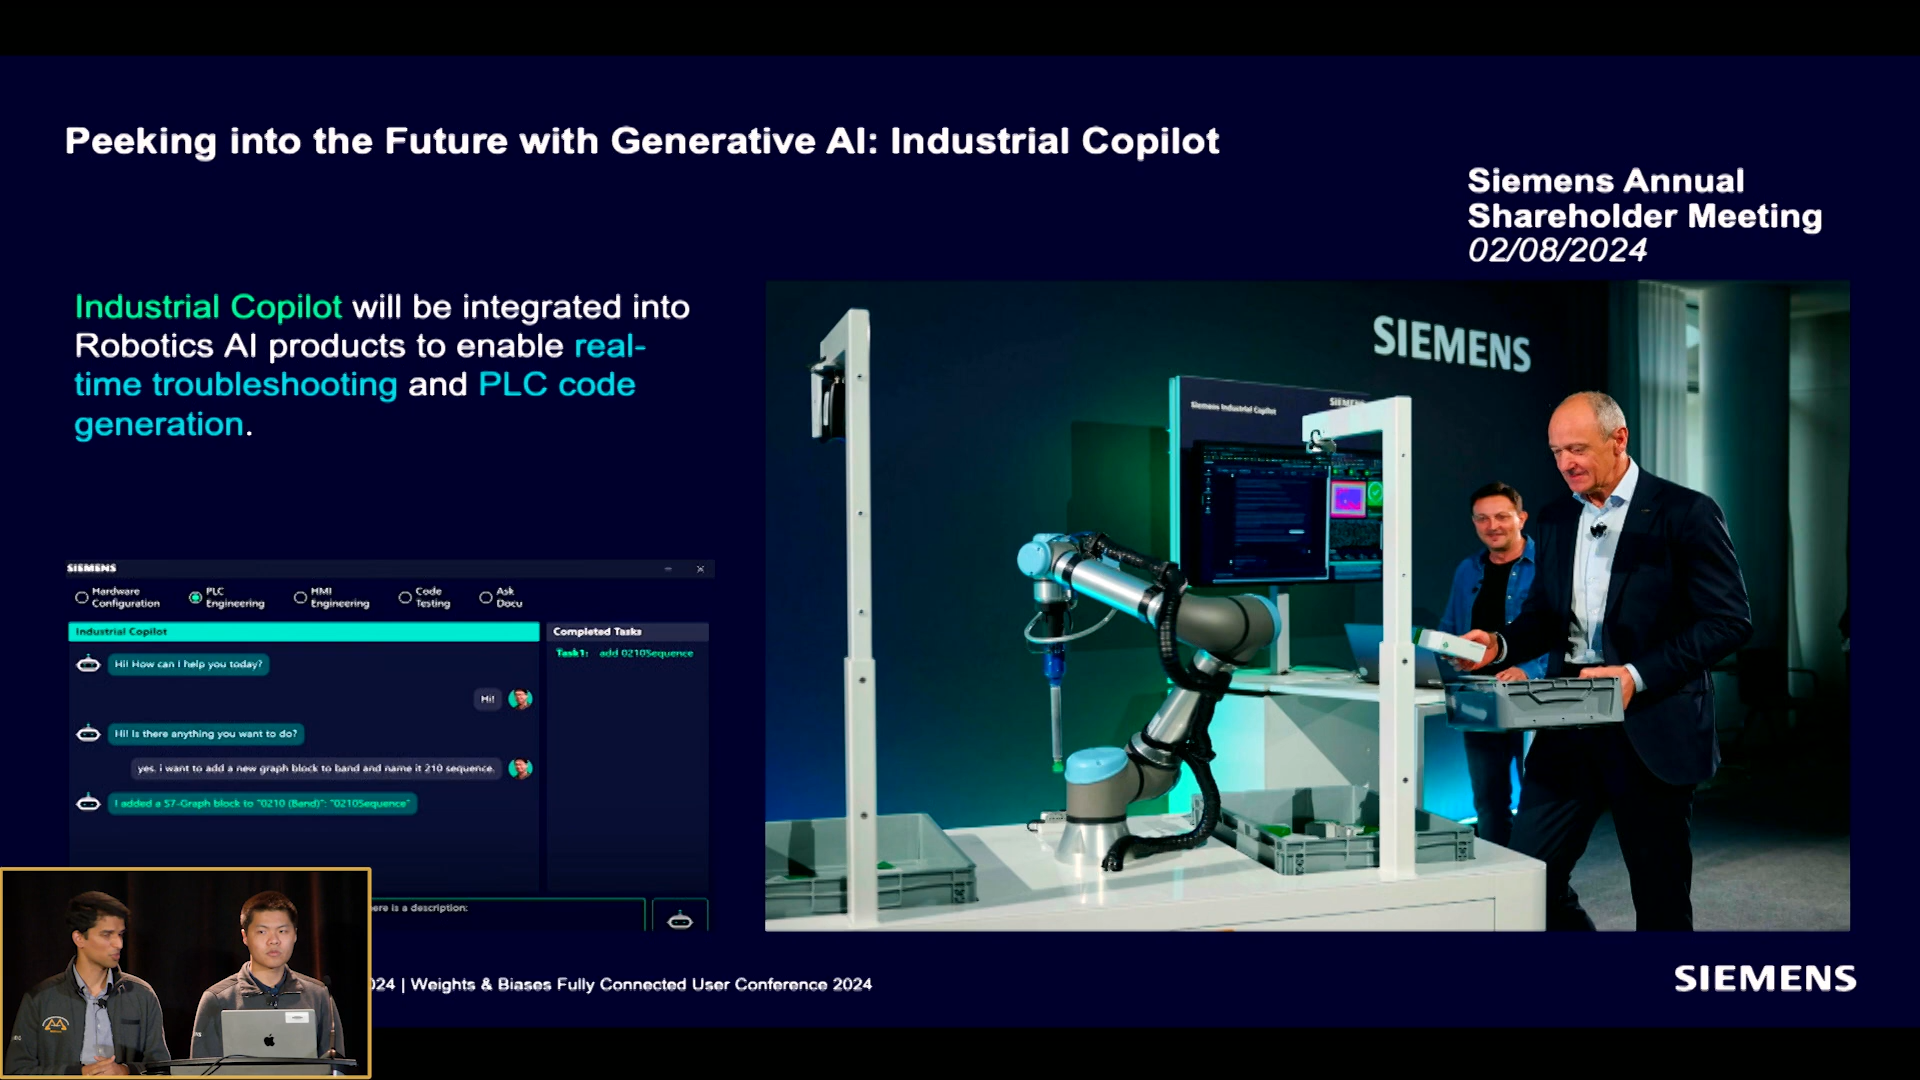 Peeking into the Future with Generative AI: Industrial Copilot
Siemens Annual
Shareholder Meeting
02/08/2024
Industrial Copilot will be integrated into
Robotics AI products to enable real-
time troubleshooting and PLC code
generation.
SIEMENS
Siemens Industrial Copilot
SIEMENS
Hardware
Configuration
PLC
Engineering
HMI
Engineering
Code
Testing
Ask
Docu
Industrial Copilot
Completed Tasks
Task1: add 0210Sequence
Hi! How can I help you today?
Hi!
Hi! Is there anything you want to do?
yes, i want to add a new graph block to band and name it 210 sequence.
I added a S7-Graph block to "0210 (Band)": "0210Sequence"
is a description:
| Weights & Biases Fully Connected User Conference 2024
SIEMENS